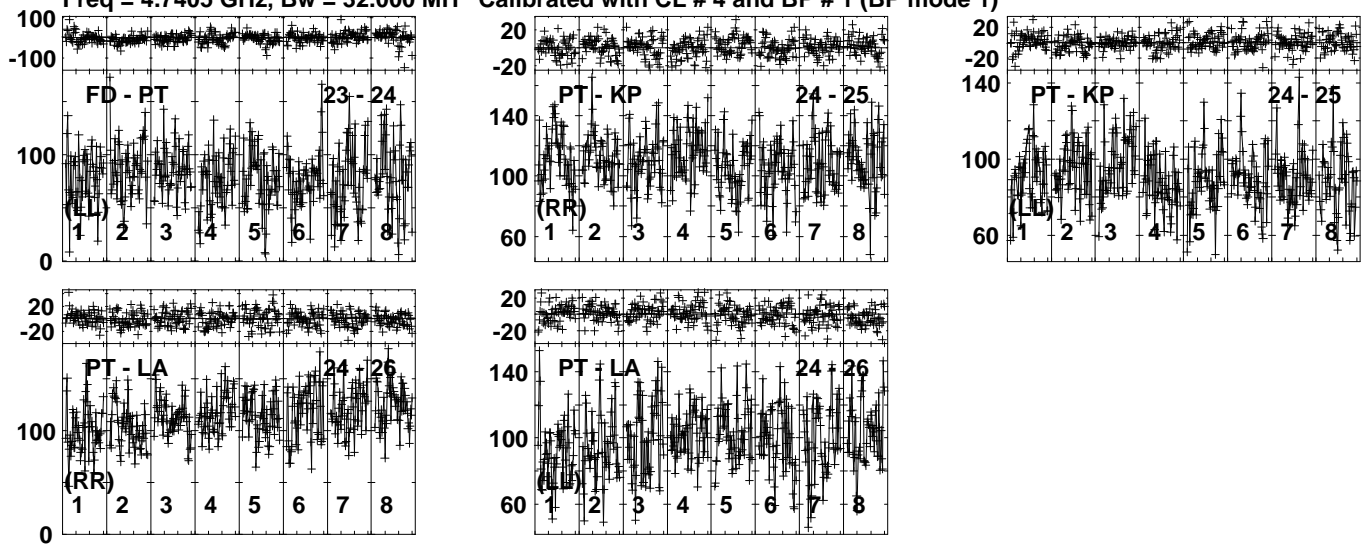 Freq = 4.7405 GHz, Bw = 32.000 MH Calibrated with CL # 4 and BP # 1 (BP mode 1)
100
-100
FD - PT 23 - 24
100
(LL)
1 2 3 4 5 6 7 8
0
20
-20
PT - KP 24 - 25
140
100
(RR)
60
1 2 3 4 5 6 7 8
20
-20
140
PT - KP 24 - 25
100
(LL)
60
1 2 3 4 5 6 7 8
20
-20
PT - LA 24 - 26
100
(RR)
1 2 3 4 5 6 7 8
0
20
-20
PT - LA 24 - 26
140
100
(LL)
60
1 2 3 4 5 6 7 8